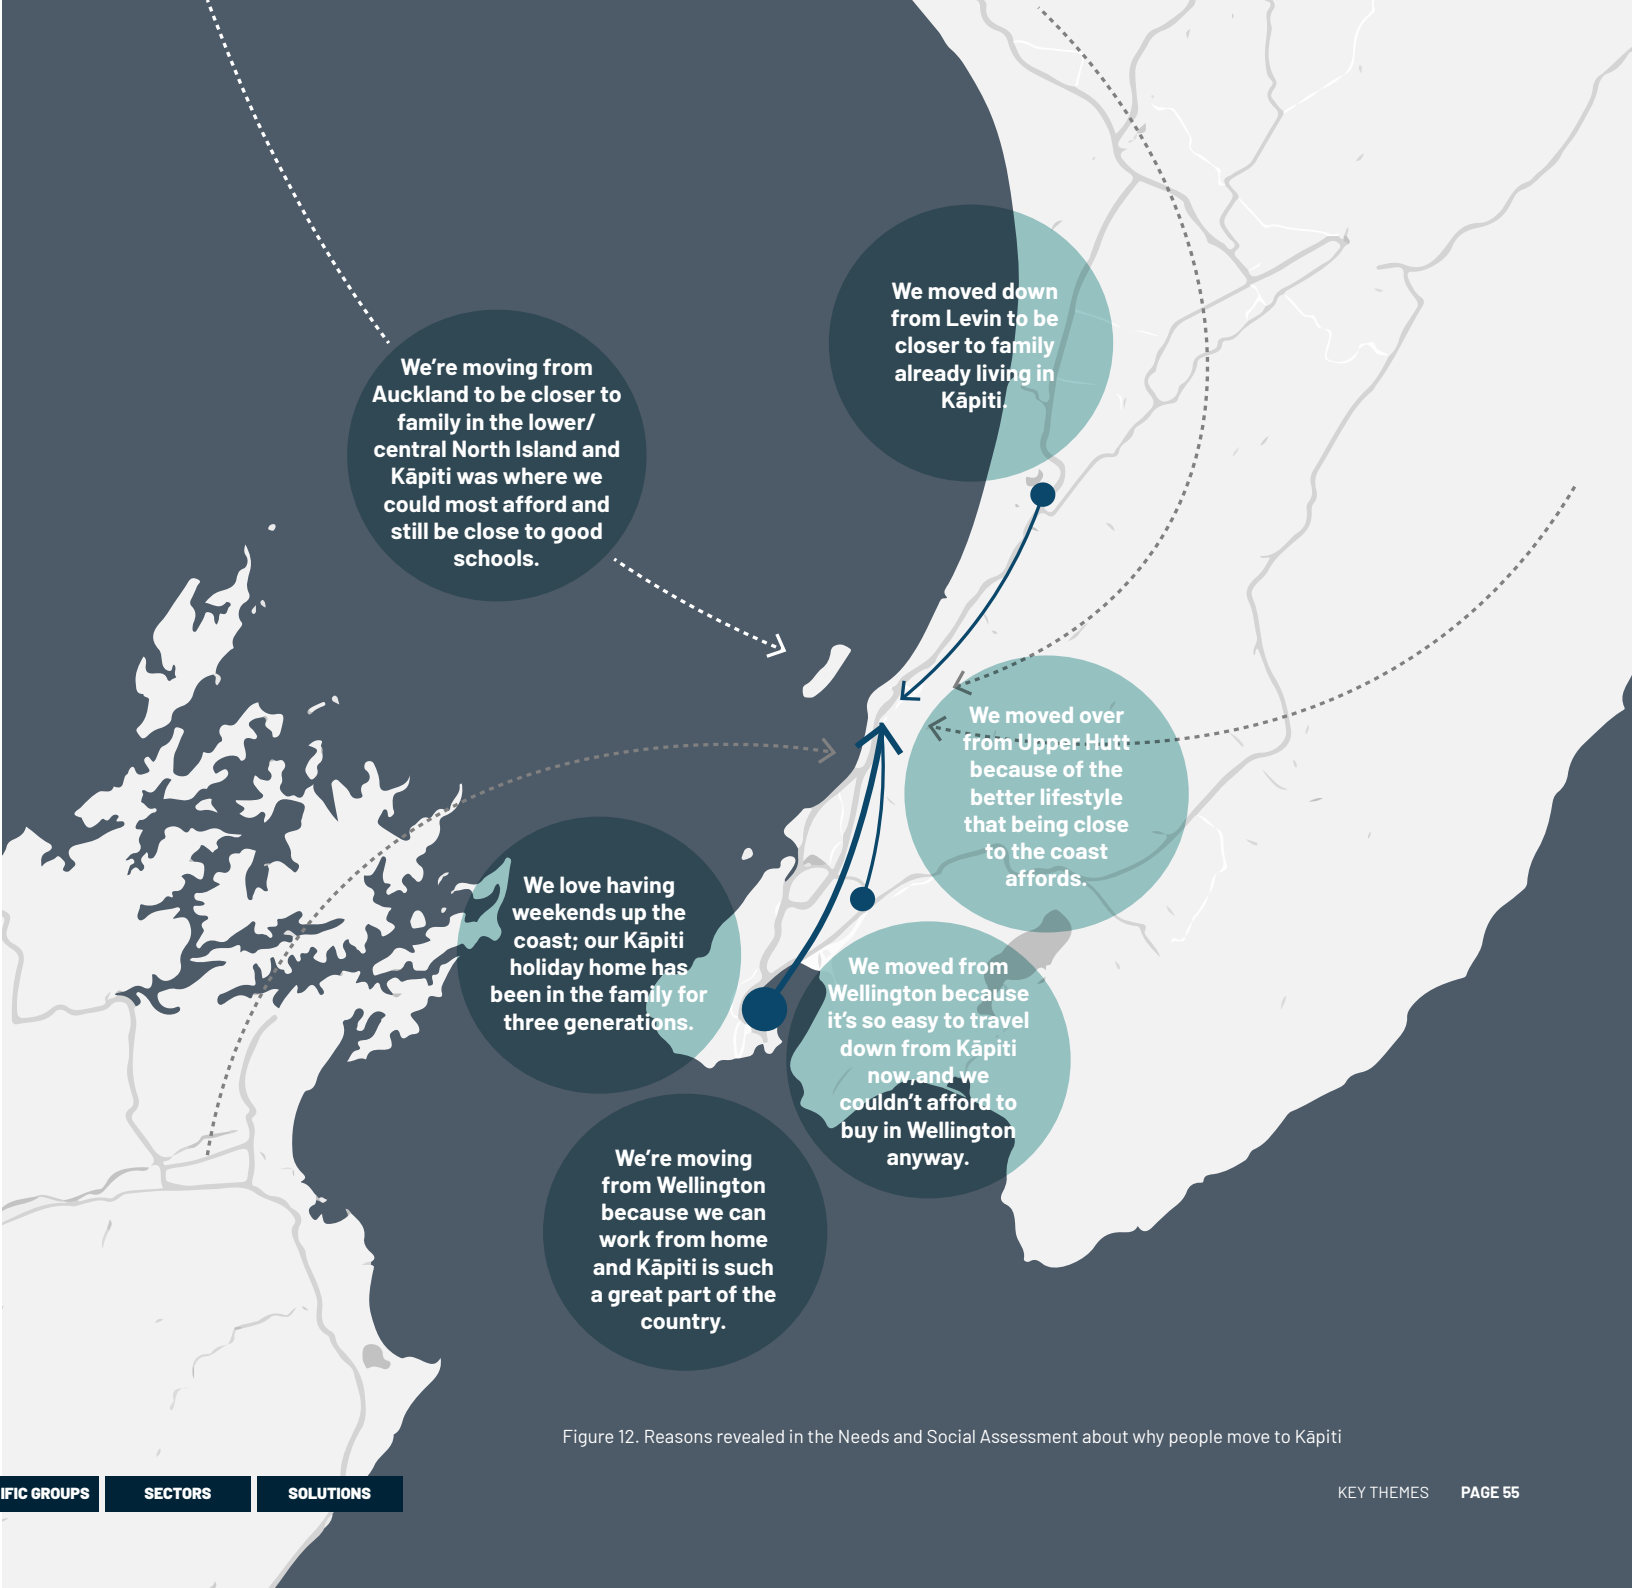 We moved down
from Levin to be
closer to family
already living in
Kāpiti.
We're moving from
Auckland to be closer to
family in the lower/
central North Island and
Kāpiti was where we
could most afford and
still be close to good
schools.
We moved over
from Upper Hutt
because of the
better lifestyle
that being close
to the coast
affords.
We love having
weekends up the
coast; our Kāpiti
holiday home has
been in the family for
three generations.
We moved from
Wellington because
it's so easy to travel
down from Kāpiti
now,and we
couldn't afford to
buy in Wellington
anyway.
We're moving
from Wellington
because we can
work from home
and Kāpiti is such
a great part of the
country.
Figure 12. Reasons revealed in the Needs and Social Assessment about why people move to Kāpiti
IFIC GROUPS
SECTORS
SOLUTIONS
KEY THEMES PAGE 55